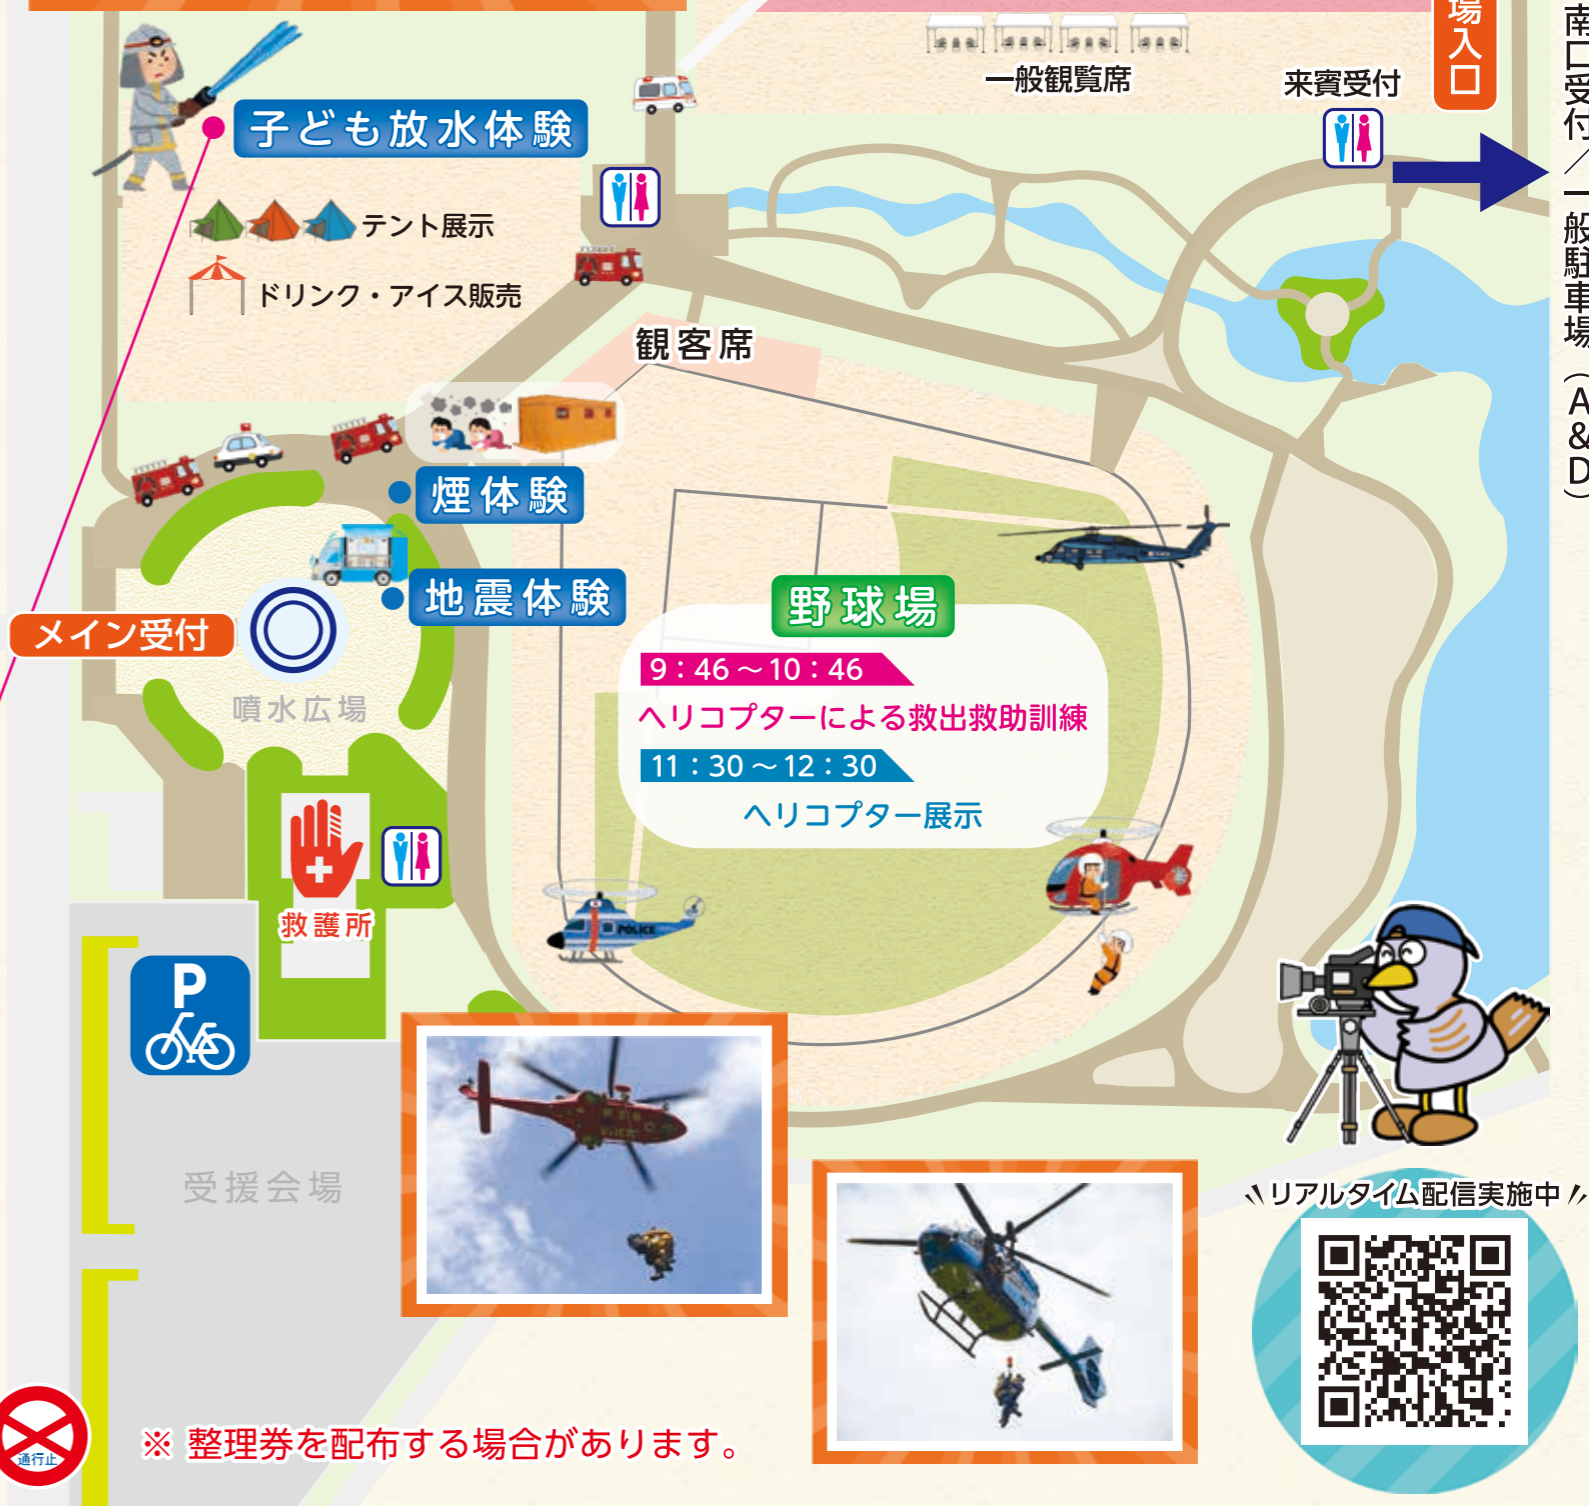 一般観覧席
来賓受付
場入口
南口受付/一般駐車場(A&D)
子ども放水体験
テント展示
ドリンク・アイス販売
観客席
煙体験
地震体験
メイン受付
噴水広場
野球場
9:46～10:46
ヘリコプターによる救出救助訓練
11:30～12:30
ヘリコプター展示
POLICE
救護所
P
受援会場
リアルタイム配信実施中
通行止
※ 整理券を配布する場合があります。